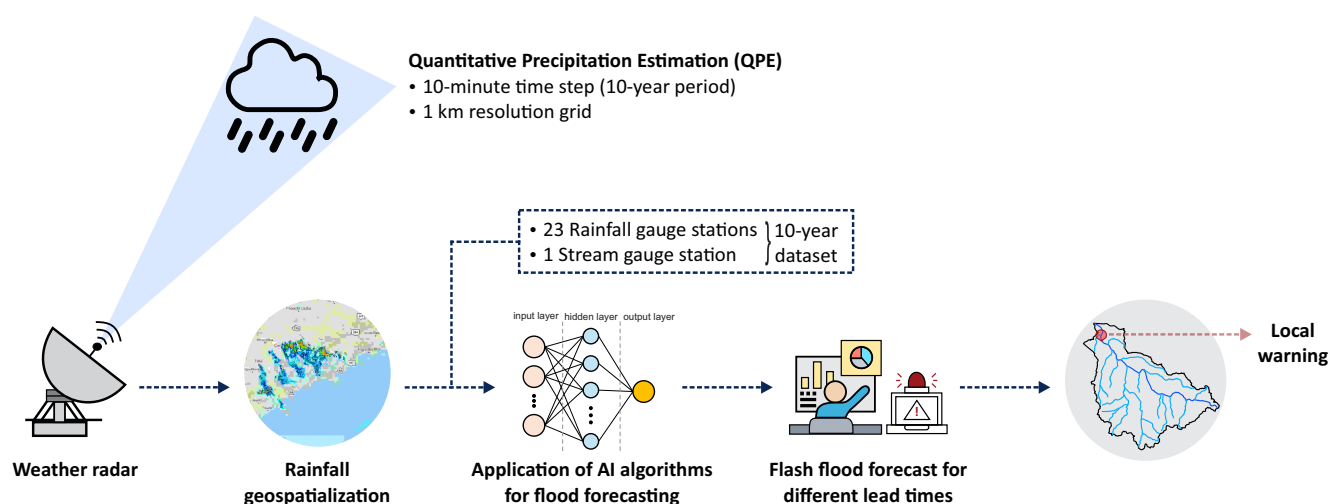 Quantitative Precipitation Estimation (QPE)
• 10-minute time step (10-year period)
• 1 km resolution grid
• 23 Rainfall gauge stations
• 1 Stream gauge station
10-year
dataset
input layer
hidden layer
output layer
!
Local
warning
Weather radar
Rainfall
geospatialization
Application of AI algorithms
for flood forecasting
Flash flood forecast for
different lead times